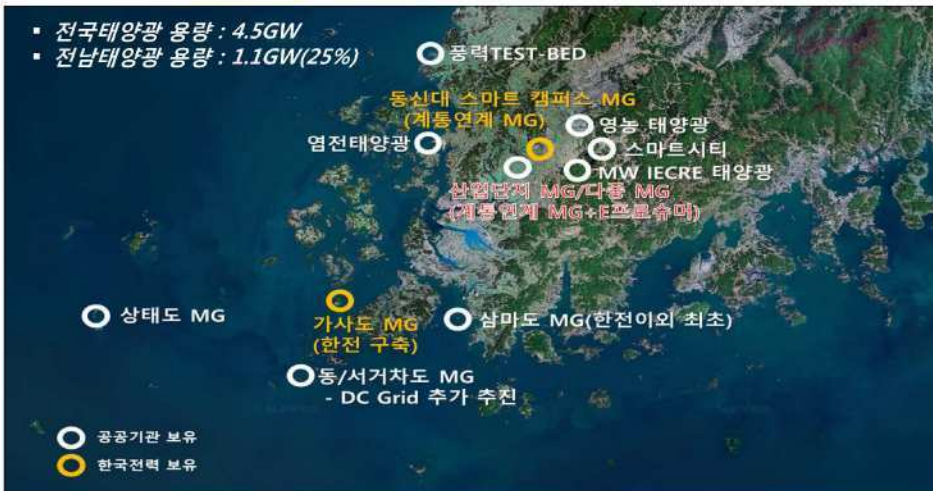 ▪ 전국태양광 용량 : 4.5GW
▪ 전남태양광 용량 : 1.1GW(25%)
풍력TEST-BED
동신대 스마트 캠퍼스 MG
(계통연계 MG)
영농 태양광
염전태양광
스마트시티
MW IECRE 태양광
산업단지 MG/다종 MG
(계통연계 MG+E프로슈머)
상태도 MG
가사도 MG
(한전 구축)
삼마도 MG(한전이외 최초)
동/서거차도 MG
- DC Grid 추가 추진
공공기관 보유
한국전력 보유